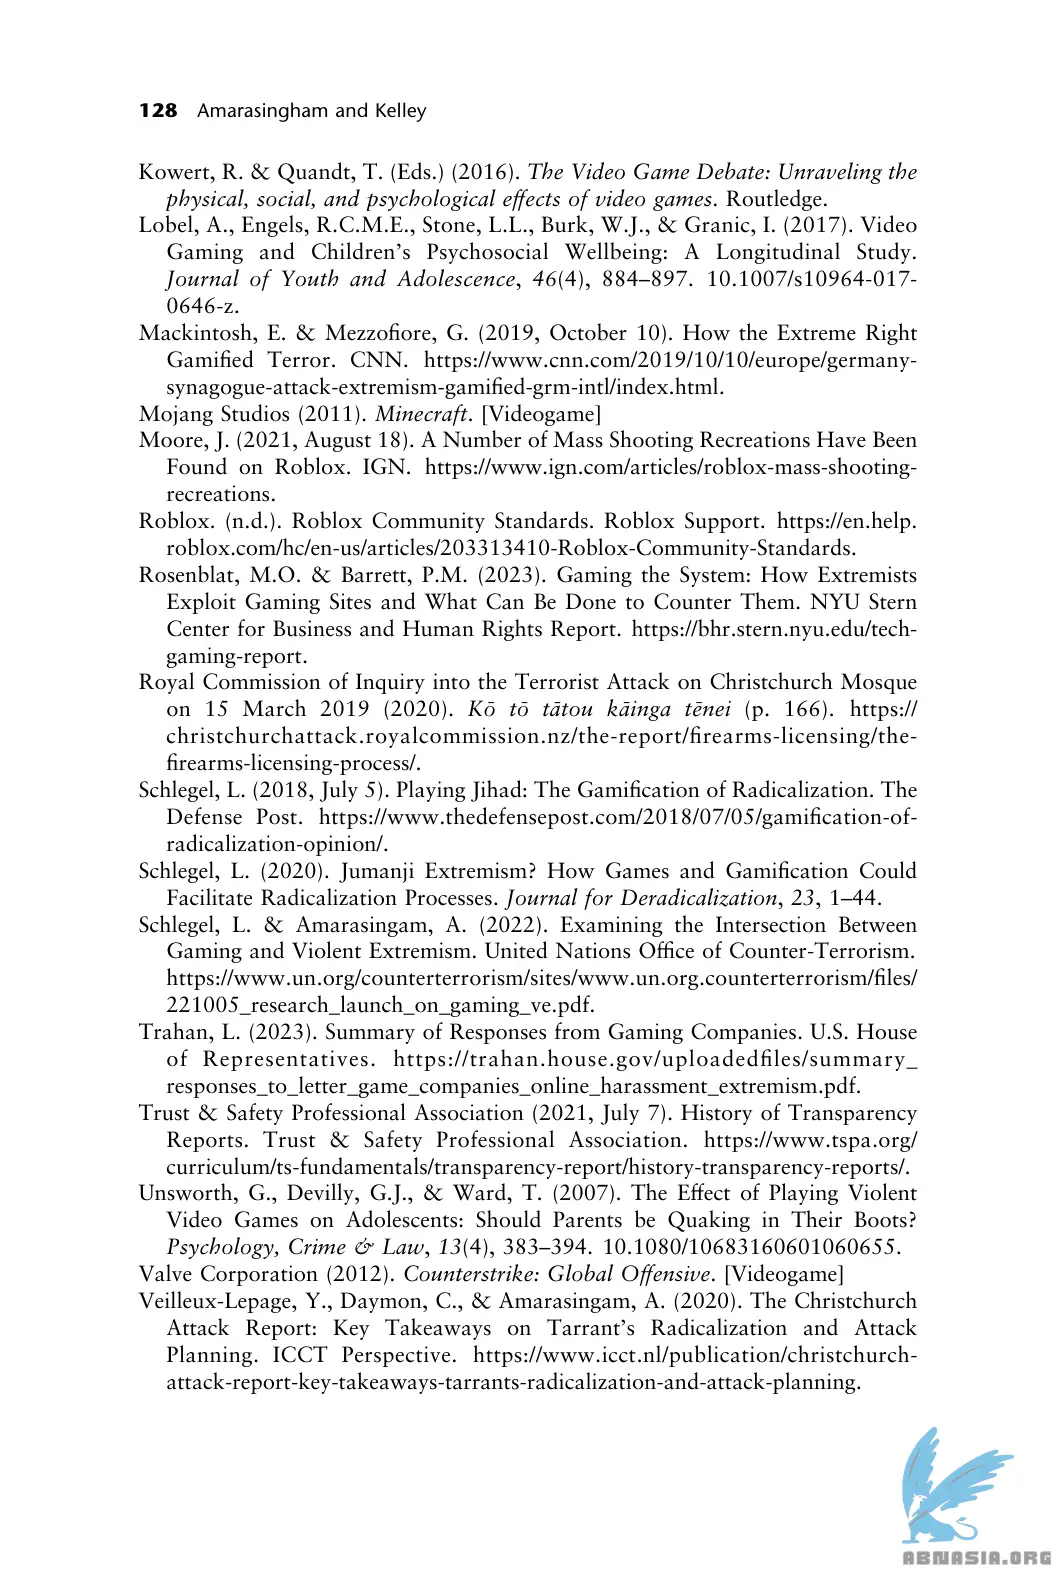 128 Amarasingham and Kelley
Kowert, R. & Quandt, T. (Eds.) (2016). The Video Game Debate: Unraveling the
physical, social, and psychological effects of video games. Routledge.
Lobel, A., Engels, R.C.M.E., Stone, L.L., Burk, W.J., & Granic, I. (2017). Video
Gaming and Children’s Psychosocial Wellbeing: A Longitudinal Study.
Journal of Youth and Adolescence, 46(4), 884–897. 10.1007/s10964-017-
0646-z.
Mackintosh, E. & Mezzofiore, G. (2019, October 10). How the Extreme Right
Gamified Terror. CNN. https://www.cnn.com/2019/10/10/europe/germany-
synagogue-attack-extremism-gamified-grm-intl/index.html.
Mojang Studios (2011). Minecraft. [Videogame]
Moore, J. (2021, August 18). A Number of Mass Shooting Recreations Have Been
Found on Roblox. IGN. https://www.ign.com/articles/roblox-mass-shooting-
recreations.
Roblox. (n.d.). Roblox Community Standards. Roblox Support. https://en.help.
roblox.com/hc/en-us/articles/203313410-Roblox-Community-Standards.
Rosenblat, M.O. & Barrett, P.M. (2023). Gaming the System: How Extremists
Exploit Gaming Sites and What Can Be Done to Counter Them. NYU Stern
Center for Business and Human Rights Report. https://bhr.stern.nyu.edu/tech-
gaming-report.
Royal Commission of Inquiry into the Terrorist Attack on Christchurch Mosque
on 15 March 2019 (2020). Kō tō tātou kāinga tēnei (p. 166). https://
christchurchattack.royalcommission.nz/the-report/firearms-licensing/the-
firearms-licensing-process/.
Schlegel, L. (2018, July 5). Playing Jihad: The Gamification of Radicalization. The
Defense Post. https://www.thedefensepost.com/2018/07/05/gamification-of-
radicalization-opinion/.
Schlegel, L. (2020). Jumanji Extremism? How Games and Gamification Could
Facilitate Radicalization Processes. Journal for Deradicalization, 23, 1–44.
Schlegel, L. & Amarasingam, A. (2022). Examining the Intersection Between
Gaming and Violent Extremism. United Nations Office of Counter-Terrorism.
https://www.un.org/counterterrorism/sites/www.un.org.counterterrorism/files/
221005_research_launch_on_gaming_ve.pdf.
Trahan, L. (2023). Summary of Responses from Gaming Companies. U.S. House
of Representatives. https://trahan.house.gov/uploadedfiles/summary_
responses_to_letter_game_companies_online_harassment_extremism.pdf.
Trust & Safety Professional Association (2021, July 7). History of Transparency
Reports. Trust & Safety Professional Association. https://www.tspa.org/
curriculum/ts-fundamentals/transparency-report/history-transparency-reports/.
Unsworth, G., Devilly, G.J., & Ward, T. (2007). The Effect of Playing Violent
Video Games on Adolescents: Should Parents be Quaking in Their Boots?
Psychology, Crime & Law, 13(4), 383–394. 10.1080/10683160601060655.
Valve Corporation (2012). Counterstrike: Global Offensive. [Videogame]
Veilleux-Lepage, Y., Daymon, C., & Amarasingam, A. (2020). The Christchurch
Attack Report: Key Takeaways on Tarrant’s Radicalization and Attack
Planning. ICCT Perspective. https://www.icct.nl/publication/christchurch-
attack-report-key-takeaways-tarrants-radicalization-and-attack-planning.
ABNASIA.ORG